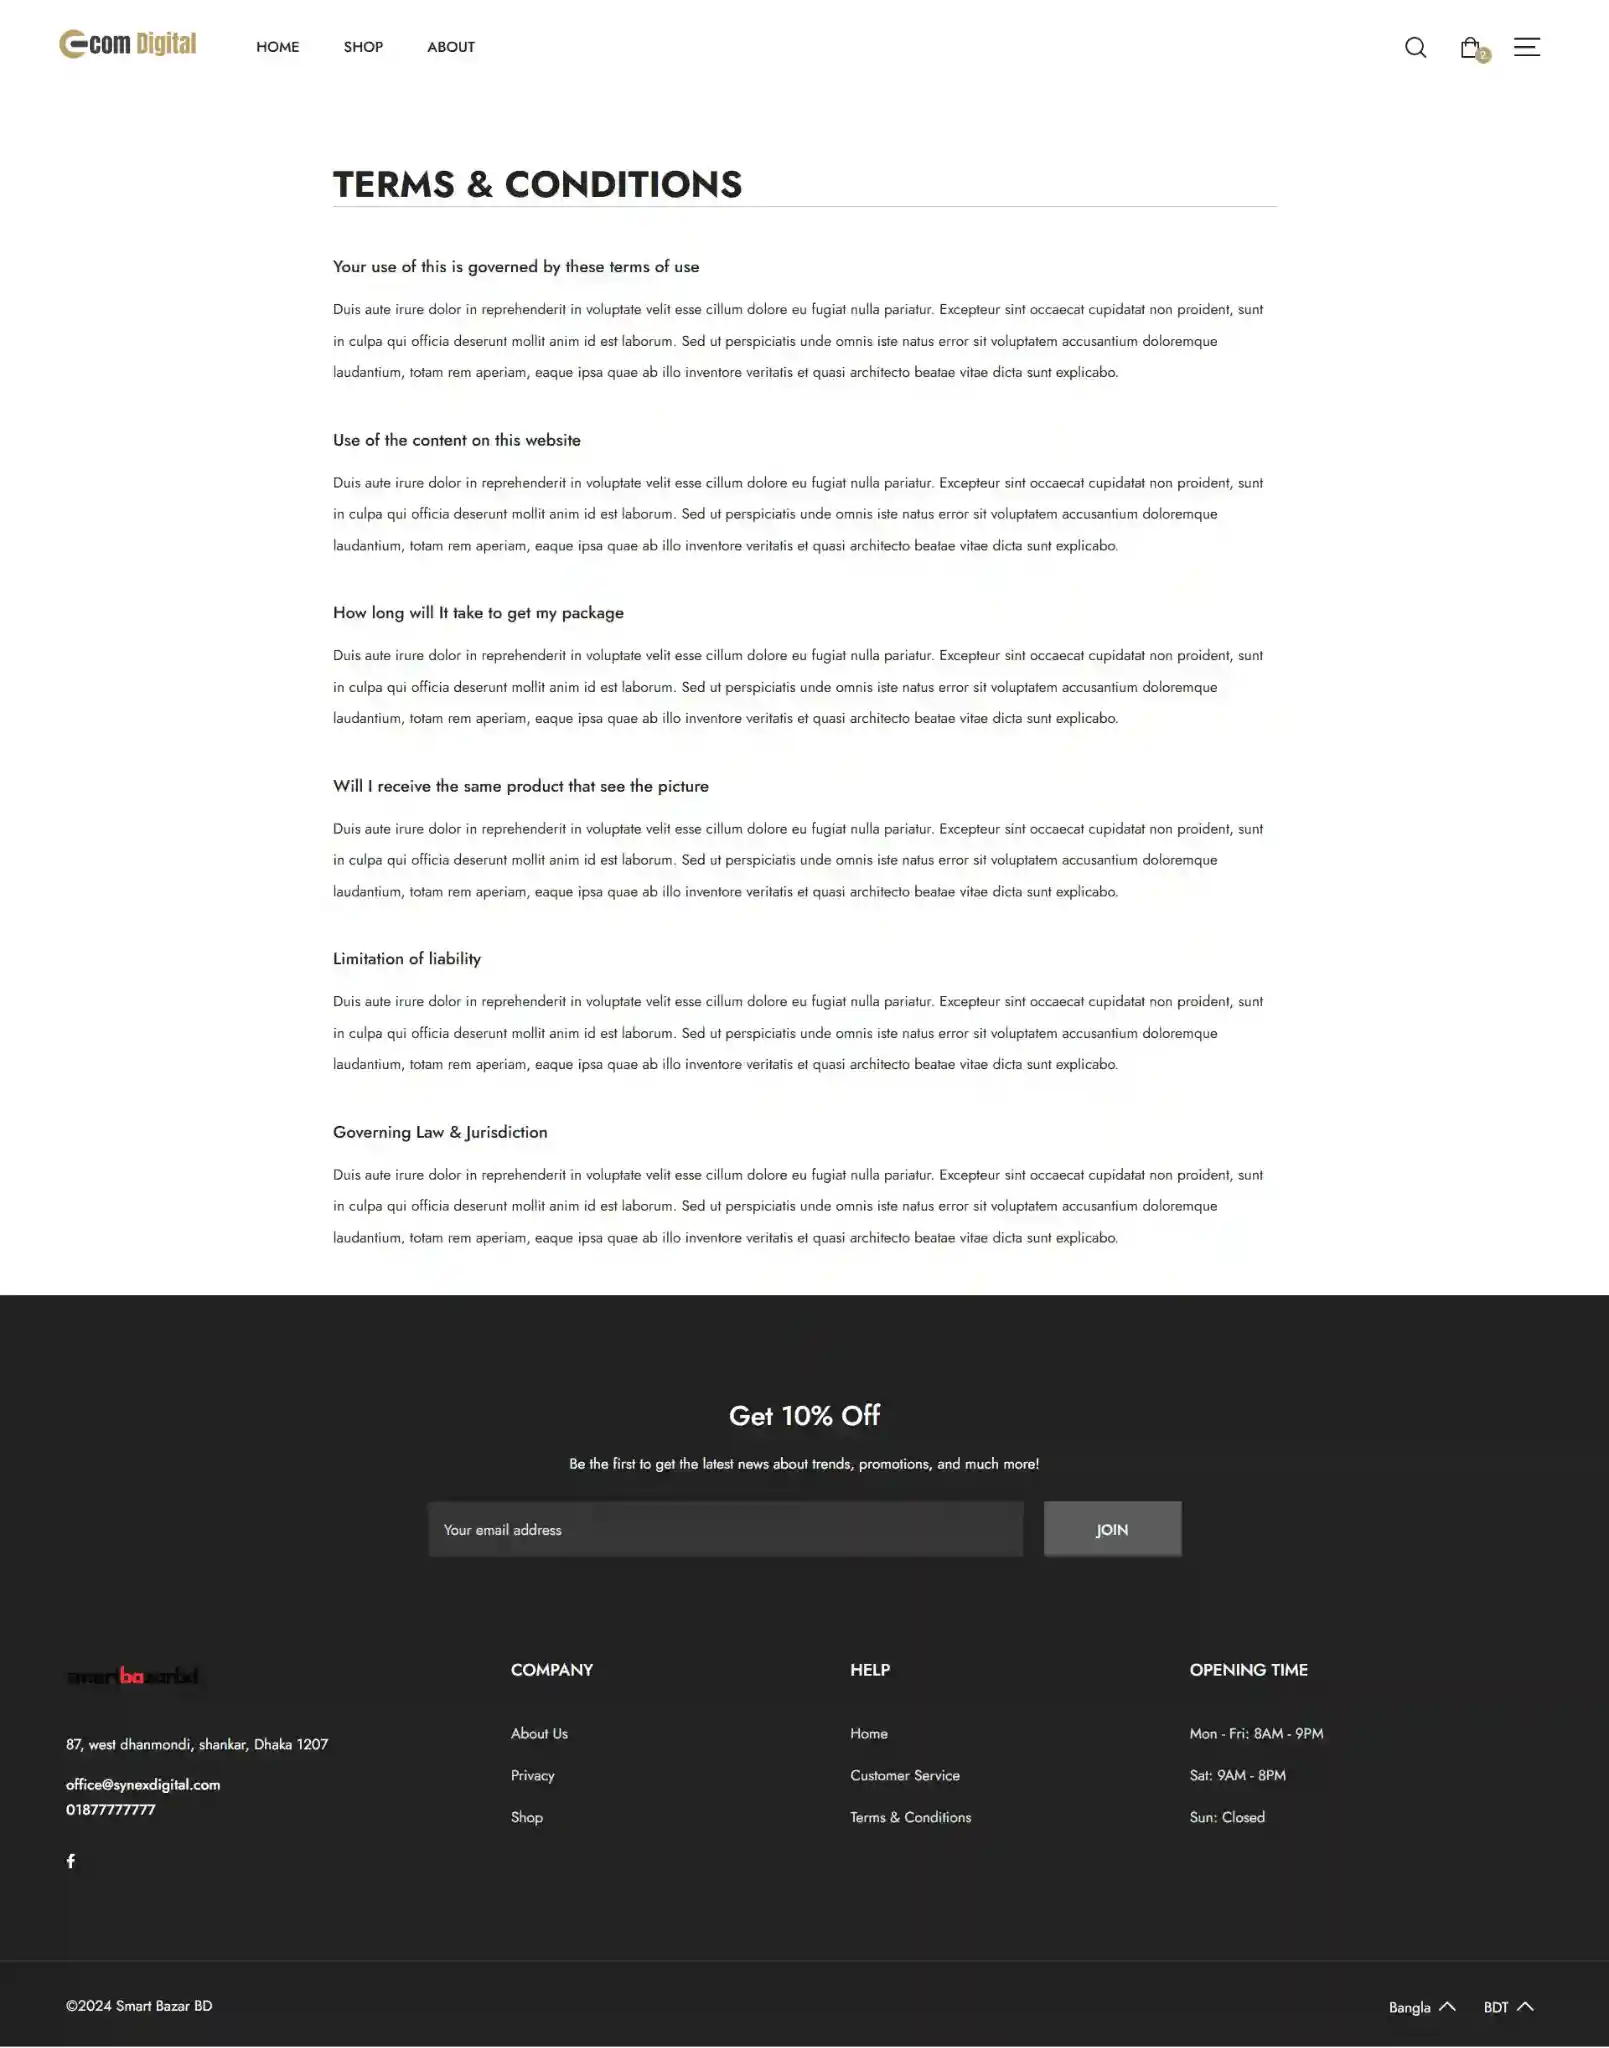 com Digital
HOME
SHOP
ABOUT
2
TERMS & CONDITIONS
Your use of this is governed by these terms of use
Duis aute irure dolor in reprehenderit in voluptate velit esse cillum dolore eu fugiat nulla pariatur. Excepteur sint occaecat cupidatat non proident, sunt
in culpa qui officia deserunt mollit anim id est laborum. Sed ut perspiciatis unde omnis iste natus error sit voluptatem accusantium doloremque
laudantium, totam rem aperiam, eaque ipsa quae ab illo inventore veritatis et quasi architecto beatae vitae dicta sunt explicabo.
Use of the content on this website
Duis aute irure dolor in reprehenderit in voluptate velit esse cillum dolore eu fugiat nulla pariatur. Excepteur sint occaecat cupidatat non proident, sunt
in culpa qui officia deserunt mollit anim id est laborum. Sed ut perspiciatis unde omnis iste natus error sit voluptatem accusantium doloremque
laudantium, totam rem aperiam, eaque ipsa quae ab illo inventore veritatis et quasi architecto beatae vitae dicta sunt explicabo.
How long will It take to get my package
Duis aute irure dolor in reprehenderit in voluptate velit esse cillum dolore eu fugiat nulla pariatur. Excepteur sint occaecat cupidatat non proident, sunt
in culpa qui officia deserunt mollit anim id est laborum. Sed ut perspiciatis unde omnis iste natus error sit voluptatem accusantium doloremque
laudantium, totam rem aperiam, eaque ipsa quae ab illo inventore veritatis et quasi architecto beatae vitae dicta sunt explicabo.
Will I receive the same product that see the picture
Duis aute irure dolor in reprehenderit in voluptate velit esse cillum dolore eu fugiat nulla pariatur. Excepteur sint occaecat cupidatat non proident, sunt
in culpa qui officia deserunt mollit anim id est laborum. Sed ut perspiciatis unde omnis iste natus error sit voluptatem accusantium doloremque
laudantium, totam rem aperiam, eaque ipsa quae ab illo inventore veritatis et quasi architecto beatae vitae dicta sunt explicabo.
Limitation of liability
Duis aute irure dolor in reprehenderit in voluptate velit esse cillum dolore eu fugiat nulla pariatur. Excepteur sint occaecat cupidatat non proident, sunt
in culpa qui officia deserunt mollit anim id est laborum. Sed ut perspiciatis unde omnis iste natus error sit voluptatem accusantium doloremque
laudantium, totam rem aperiam, eaque ipsa quae ab illo inventore veritatis et quasi architecto beatae vitae dicta sunt explicabo.
Governing Law & Jurisdiction
Duis aute irure dolor in reprehenderit in voluptate velit esse cillum dolore eu fugiat nulla pariatur. Excepteur sint occaecat cupidatat non proident, sunt
in culpa qui officia deserunt mollit anim id est laborum. Sed ut perspiciatis unde omnis iste natus error sit voluptatem accusantium doloremque
laudantium, totam rem aperiam, eaque ipsa quae ab illo inventore veritatis et quasi architecto beatae vitae dicta sunt explicabo.
Get 10% Off
Be the first to get the latest news about trends, promotions, and much more!
Your email address
JOIN
smartbazarbd
87, west dhanmondi, shankar, Dhaka 1207
office@synexdigital.com
01877777777
COMPANY
About Us
Privacy
Shop
HELP
Home
Customer Service
Terms & Conditions
OPENING TIME
Mon - Fri: 8AM - 9PM
Sat: 9AM - 8PM
Sun: Closed
©2024 Smart Bazar BD
Bangla
BDT